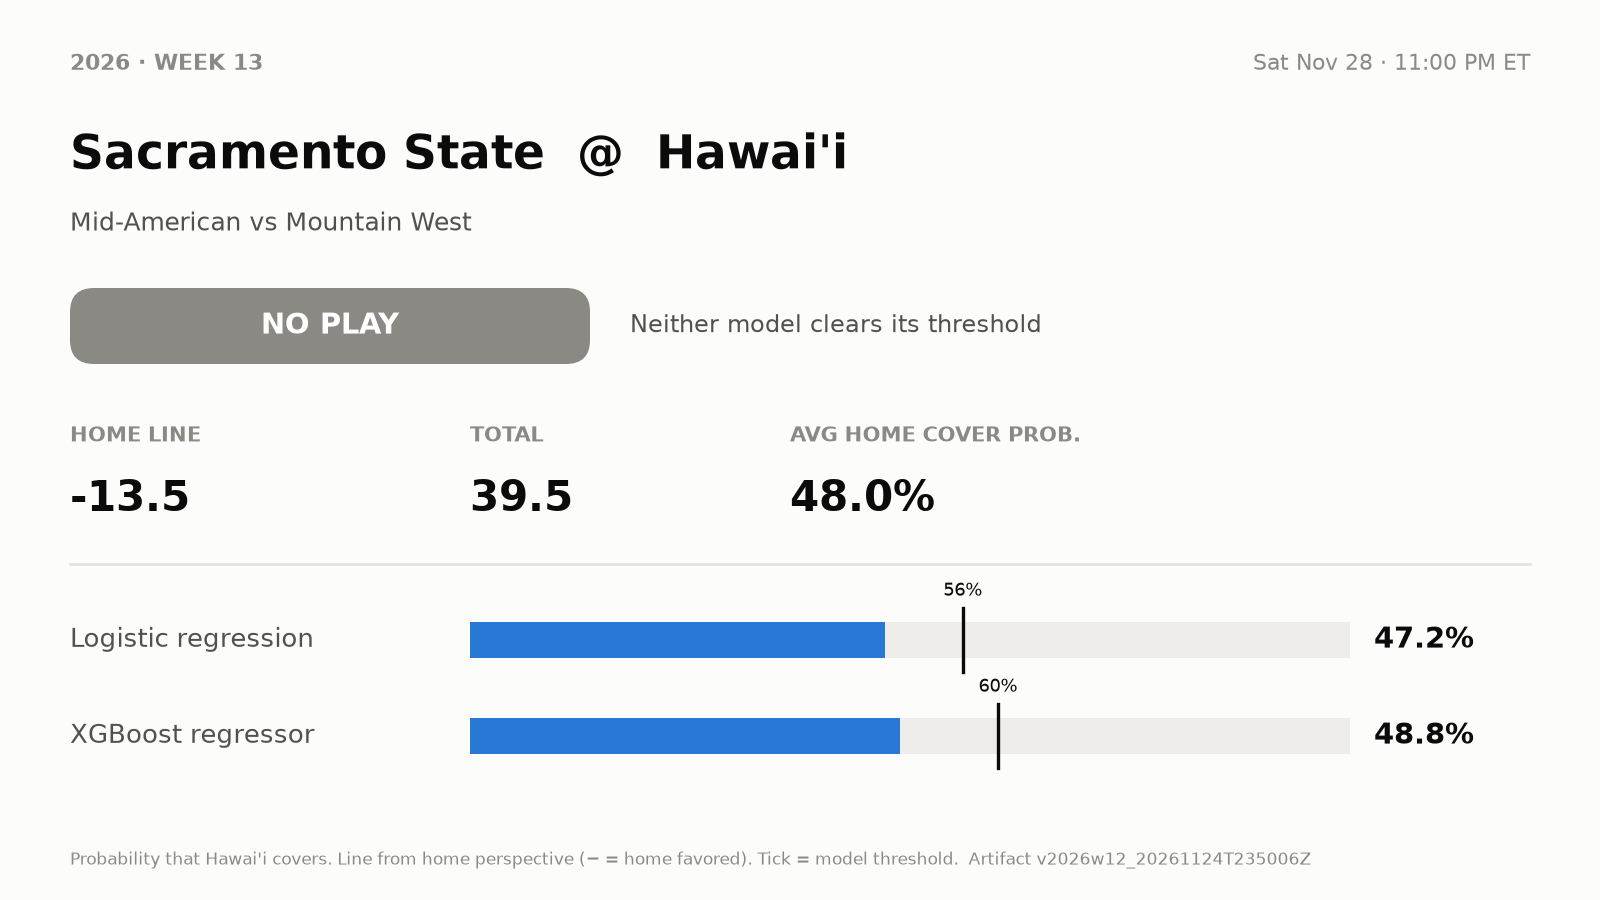 2026 · WEEK 13
Sat Nov 28 · 11:00 PM ET
Sacramento State @ Hawai'i
Mid-American vs Mountain West
NO PLAY
Neither model clears its threshold
HOME LINE
TOTAL
AVG HOME COVER PROB.
-13.5
39.5
48.0%
56%
Logistic regression
47.2%
60%
XGBoost regressor
48.8%
Probability that Hawai'i covers. Line from home perspective (− = home favored). Tick = model threshold. Artifact v2026w12_20261124T235006Z